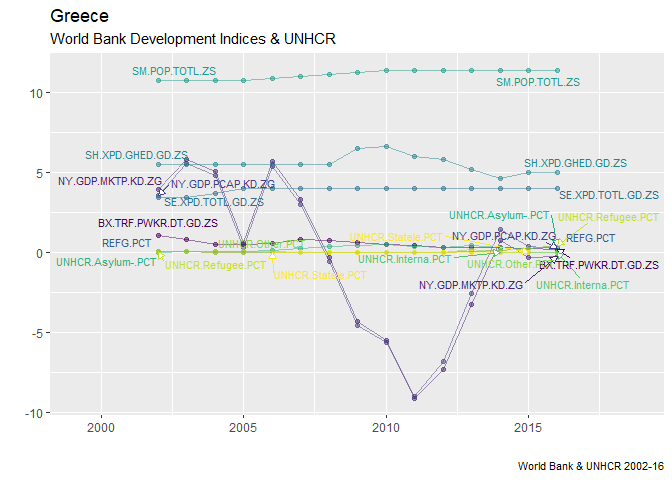 Greece
World Bank Development Indices & UNHCR
SM.POP.TOTL.ZS
10
SM.POP.TOTL.ZS
SH.XPD.GHED.GD.ZS
SH.XPD.GHED.GD.ZS
5
NY.GDP.MKTP.KD.ZG
NY.GDP.PCAP.KD.ZG
SE.XPD.TOTL.GD.ZS
SE.XPD.TOTL.GD.ZS
UNHCR.Asylum-.PCT
UNHCR.Refugee.PCT
BX.TRF.PWKR.DT.GD.ZS
REFG.PCT
UNHCR.Other.PCT
UNHCR.Statele.PCT
NY.GDP.PCAP.KD.ZG
REFG.PCT
0
UNHCR.Asylum-.PCT
UNHCR.Refugee.PCT
UNHCR.Statele.PCT
UNHCR.Interna.PCT
UNHCR.Other.PCT
BX.TRF.PWKR.DT.GD.ZS
NY.GDP.MKTP.KD.ZG
UNHCR.Interna.PCT
-5
-10
2000
2005
2010
2015
World Bank & UNHCR 2002-16